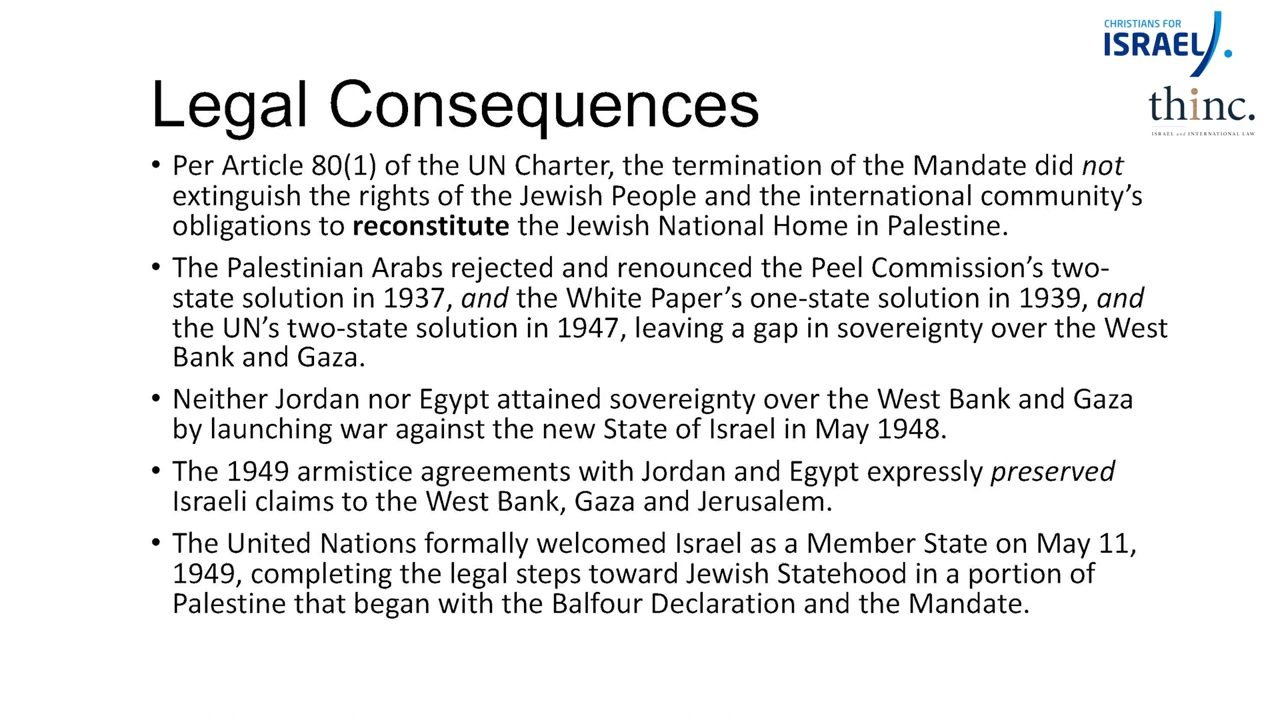 CHRISTIANS FOR
ISRAEL
thinc.
ISRAEL and INTERNATIONAL LAW
Legal Consequences
• Per Article 80(1) of the UN Charter, the termination of the Mandate did not
extinguish the rights of the Jewish People and the international community’s
obligations to reconstitute the Jewish National Home in Palestine.
• The Palestinian Arabs rejected and renounced the Peel Commission’s two-
state solution in 1937, and the White Paper’s one-state solution in 1939, and
the UN’s two-state solution in 1947, leaving a gap in sovereignty over the West
Bank and Gaza.
• Neither Jordan nor Egypt attained sovereignty over the West Bank and Gaza
by launching war against the new State of Israel in May 1948.
• The 1949 armistice agreements with Jordan and Egypt expressly preserved
Israeli claims to the West Bank, Gaza and Jerusalem.
• The United Nations formally welcomed Israel as a Member State on May 11,
1949, completing the legal steps toward Jewish Statehood in a portion of
Palestine that began with the Balfour Declaration and the Mandate.